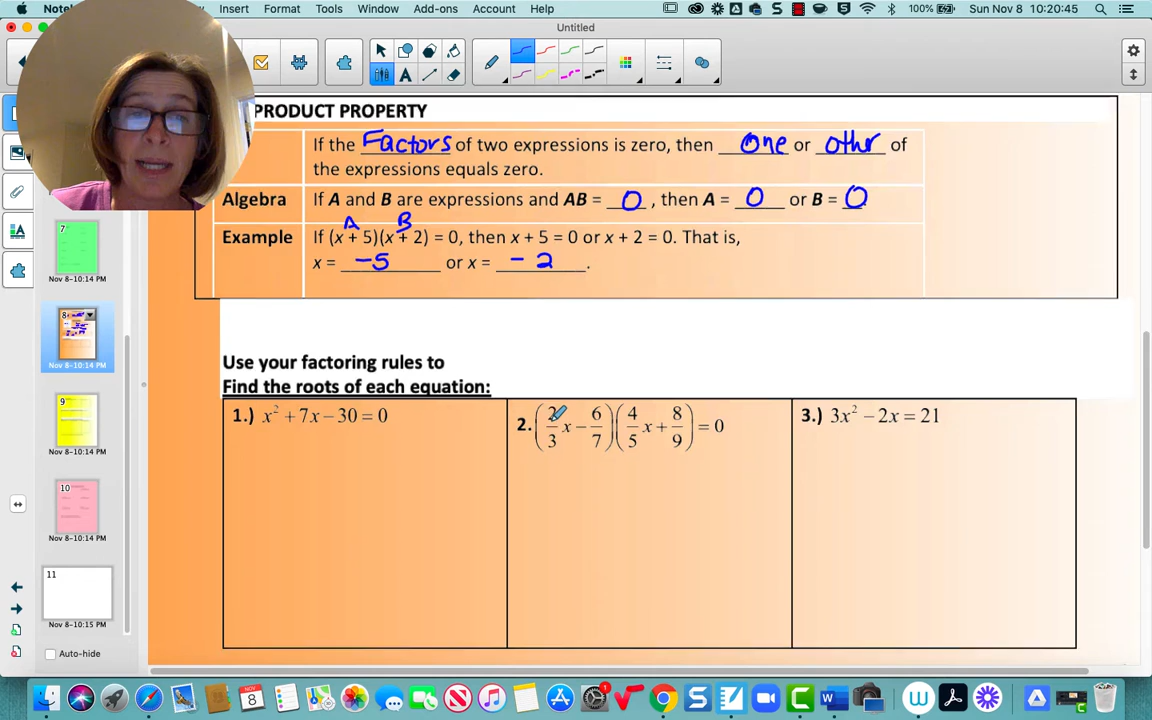 Insert Format Tools Window Add-ons Account Help 100% Sun Nov 8 10:20:45
Untitled
PRODUCT PROPERTY
If the Factors of two expressions is zero, then One or other of
the expressions equals zero.
Algebra If A and B are expressions and AB = 0, then A = 0 or B = 0
A B
Example If (x + 5)(x + 2) = 0, then x + 5 = 0 or x + 2 = 0. That is,
x = -5 or x = -2.
Use your factoring rules to
Find the roots of each equation:
1.) x² + 7x − 30 = 0
2. (2/3 x − 6/7)(4/5 x + 8/9) = 0
3.) 3x² − 2x = 21
7
Nov 8-10:14 PM
8
Nov 8-10:14 PM
9
Nov 8-10:14 PM
10
Nov 8-10:14 PM
11
Nov 8-10:15 PM
Auto-hide
NOV
8